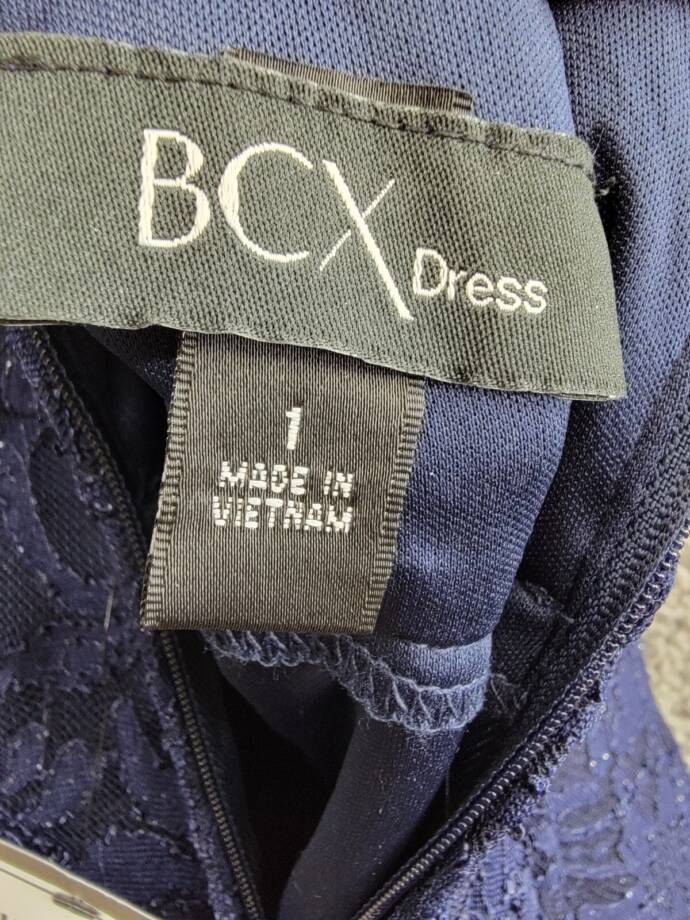 BCX Dress
1
MADE IN
VIETNAM